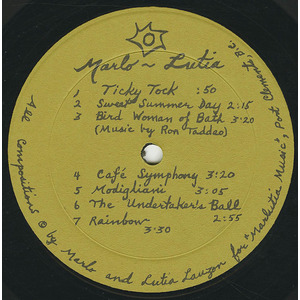 Marlo ~ Lutia
1 Ticky Tock :50
2 Sweet Summer Day 2:15
3 Bird Woman of Bath 3:20
(Music by Ron Taddeo)
4 Café Symphony 3:20
5 Modigliani 3:05
6 The Undertaker's Ball 2:55
7 Rainbow 3:30
All Compositions © by Marlo and Lutia Lauzon for "Marlutia Music", Port Clements, B.C.